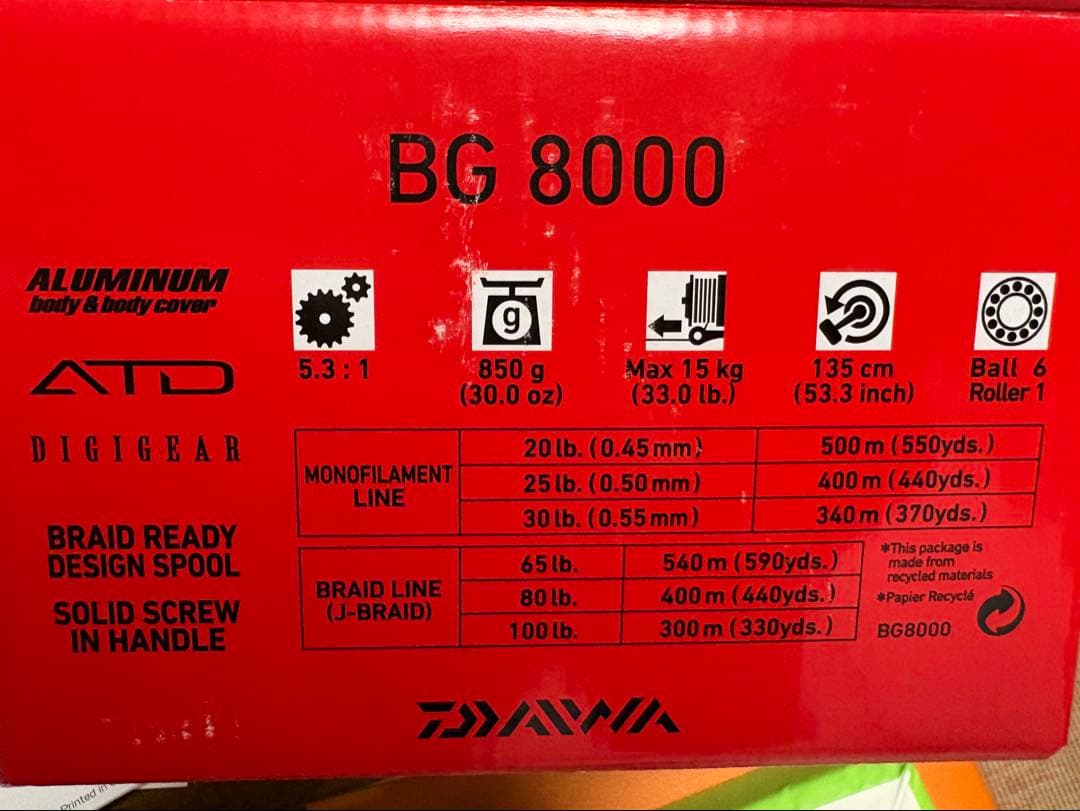 BG 8000
ALUMINUM
body & body cover
ATD
DIGIGEAR
BRAID READY
DESIGN SPOOL
SOLID SCREW
IN HANDLE
5.3 : 1
g
850 g
(30.0 oz)
Max 15 kg
(33.0 lb.)
135 cm
(53.3 inch)
Ball 6
Roller 1
MONOFILAMENT
LINE
20 lb. (0.45 mm) 500 m (550yds.)
25 lb. (0.50 mm) 400 m (440yds.)
30 lb. (0.55 mm) 340 m (370yds.)
BRAID LINE
(J-BRAID)
65 lb. 540 m (590yds.)
80 lb. 400 m (440yds.)
100 lb. 300 m (330yds.)
*This package is
made from
recycled materials
*Papier Recyclé
BG8000
DAIWA
Printed in